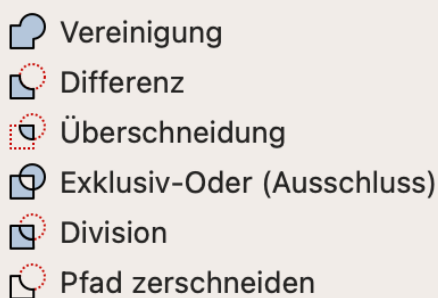 Vereinigung
Differenz
Überschneidung
Exklusiv-Oder (Ausschluss)
Division
Pfad zerschneiden